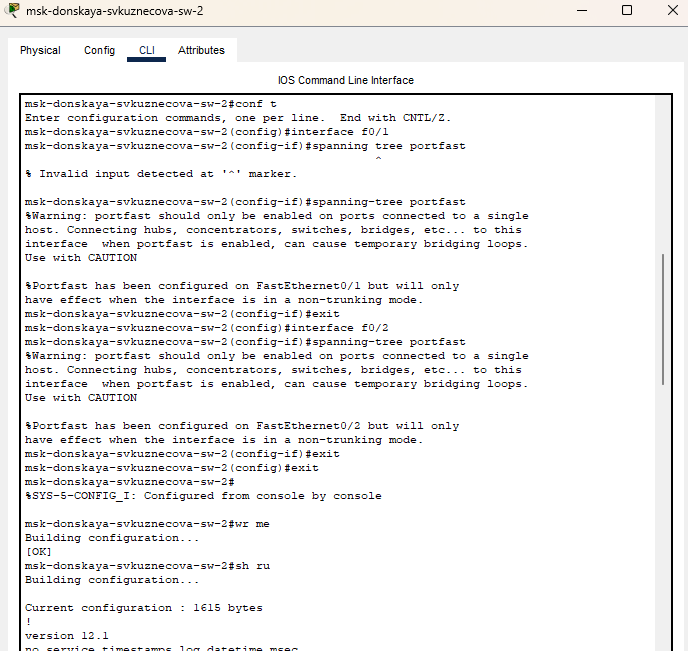 msk-donskaya-svkuznecova-sw-2
Physical Config CLI Attributes
IOS Command Line Interface
msk-donskaya-svkuznecova-sw-2#conf t
Enter configuration commands, one per line.  End with CNTL/Z.
msk-donskaya-svkuznecova-sw-2(config)#interface f0/1
msk-donskaya-svkuznecova-sw-2(config-if)#spanning tree portfast
^
% Invalid input detected at '^' marker.
msk-donskaya-svkuznecova-sw-2(config-if)#spanning-tree portfast
%Warning: portfast should only be enabled on ports connected to a single
host. Connecting hubs, concentrators, switches, bridges, etc... to this
interface  when portfast is enabled, can cause temporary bridging loops.
Use with CAUTION
%Portfast has been configured on FastEthernet0/1 but will only
have effect when the interface is in a non-trunking mode.
msk-donskaya-svkuznecova-sw-2(config-if)#exit
msk-donskaya-svkuznecova-sw-2(config)#interface f0/2
msk-donskaya-svkuznecova-sw-2(config-if)#spanning-tree portfast
%Warning: portfast should only be enabled on ports connected to a single
host. Connecting hubs, concentrators, switches, bridges, etc... to this
interface  when portfast is enabled, can cause temporary bridging loops.
Use with CAUTION
%Portfast has been configured on FastEthernet0/2 but will only
have effect when the interface is in a non-trunking mode.
msk-donskaya-svkuznecova-sw-2(config-if)#exit
msk-donskaya-svkuznecova-sw-2(config)#exit
msk-donskaya-svkuznecova-sw-2#
%SYS-5-CONFIG_I: Configured from console by console
msk-donskaya-svkuznecova-sw-2#wr me
Building configuration...
[OK]
msk-donskaya-svkuznecova-sw-2#sh ru
Building configuration...
Current configuration : 1615 bytes
!
version 12.1
no service timestamps log datetime msec